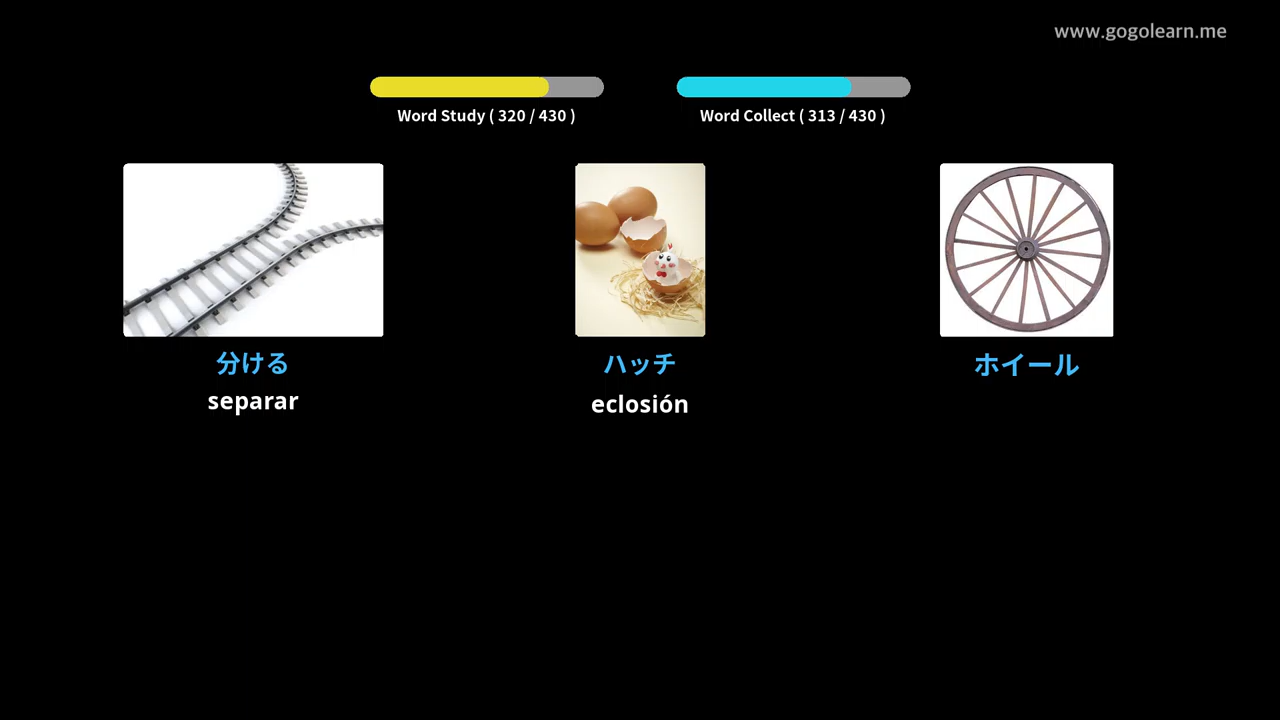 www.gogolearn.me
Word Study ( 320 / 430 )
Word Collect ( 313 / 430 )
分ける
separar
ハッチ
eclosión
ホイール